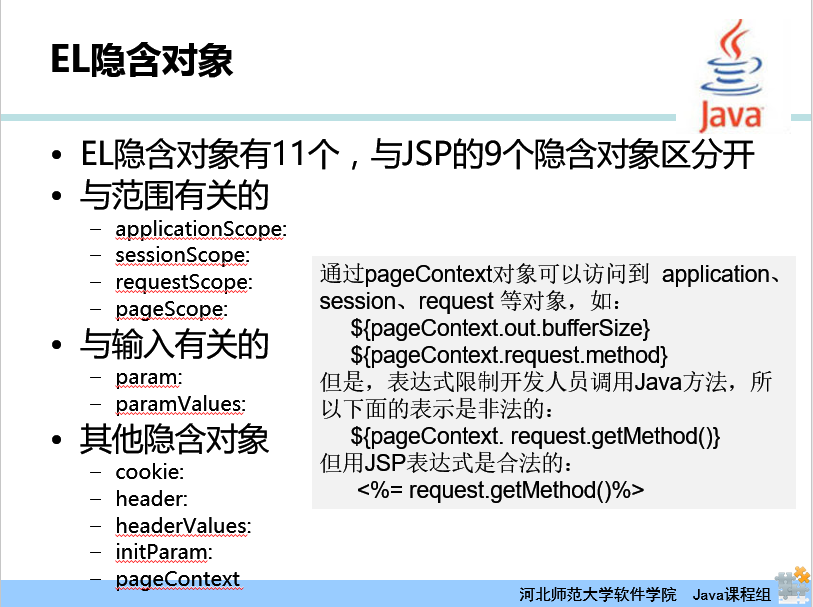 EL隐含对象
Java
• EL隐含对象有11个，与JSP的9个隐含对象区分开
• 与范围有关的
– applicationScope:
– sessionScope:
– requestScope:
– pageScope:
• 与输入有关的
– param:
– paramValues:
• 其他隐含对象
– cookie:
– header:
– headerValues:
– initParam:
– pageContext
通过pageContext对象可以访问到 application、
session、request 等对象，如：
${pageContext.out.bufferSize}
${pageContext.request.method}
但是，表达式限制开发人员调用Java方法，所
以下面的表示是非法的：
${pageContext. request.getMethod()}
但用JSP表达式是合法的：
<%= request.getMethod()%>
河北师范大学软件学院 Java课程组